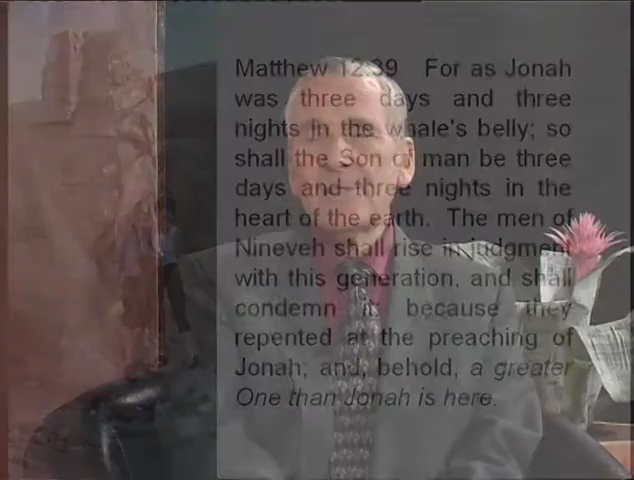 Matthew 12:39 For as Jonah
was three days and three
nights in the whale's belly; so
shall the Son of man be three
days and three nights in the
heart of the earth. The men of
Nineveh shall rise in judgment
with this generation, and shall
condemn it because they
repented at the preaching of
Jonah; and, behold, a greater
One than Jonah is here.